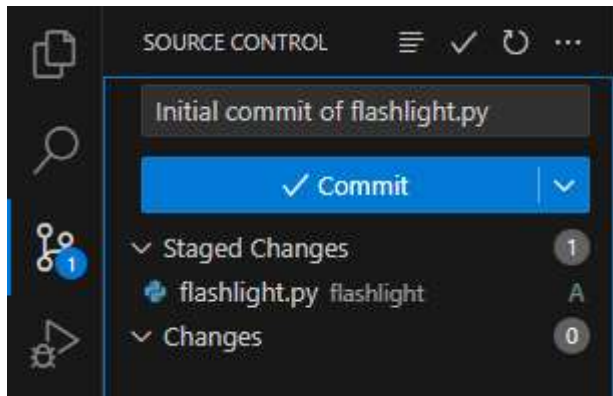 SOURCE CONTROL
Initial commit of flashlight.py
Commit
Staged Changes 1
1
flashlight.py flashlight A
Changes 0